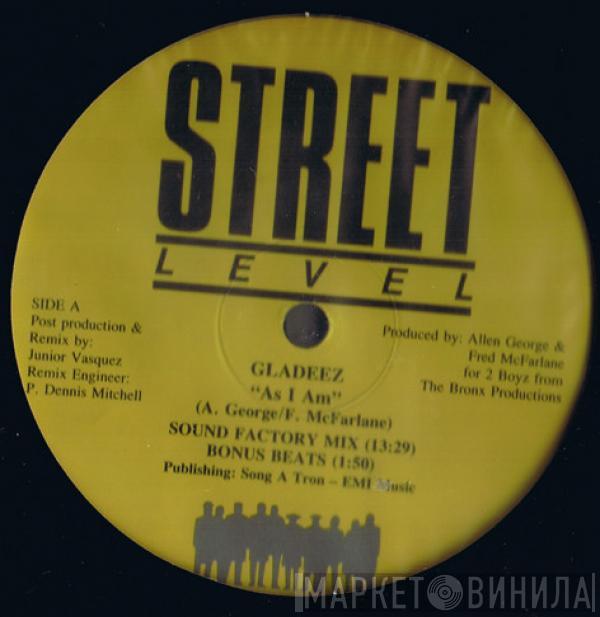 STREET
LEVEL
SIDE A
Post production &
Remix by:
Junior Vasquez
Remix Engineer:
P. Dennis Mitchell
Produced by: Allen George &
Fred McFarlane
for 2 Boyz from
The Bronx Productions
GLADEEZ
"As I Am"
(A. George/F. McFarlane)
SOUND FACTORY MIX (13:29)
BONUS BEATS (1:50)
Publishing: Song A Tron – EMI Music
МАРКЕТ ВИНИЛА